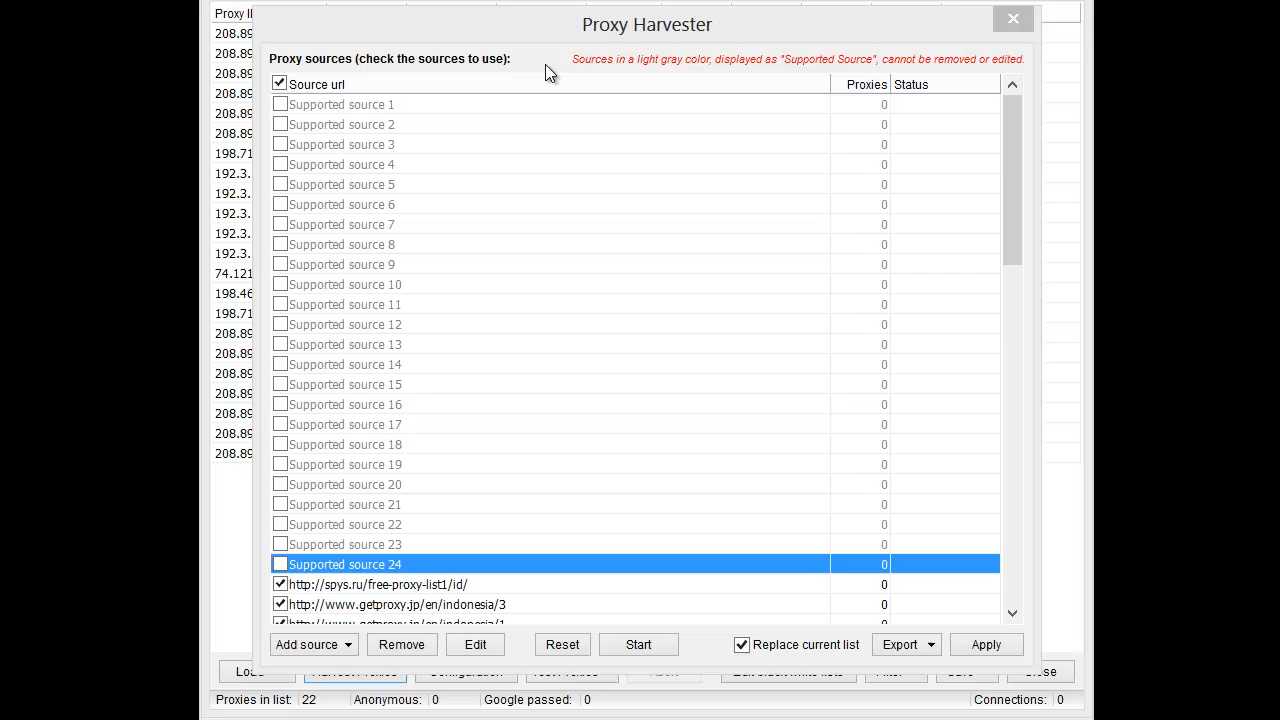 Proxy Harvester
Proxy sources (check the sources to use):
Sources in a light gray color, displayed as "Supported Source", cannot be removed or edited.
Source url Proxies Status
Supported source 1 0
Supported source 2 0
Supported source 3 0
Supported source 4 0
Supported source 5 0
Supported source 6 0
Supported source 7 0
Supported source 8 0
Supported source 9 0
Supported source 10 0
Supported source 11 0
Supported source 12 0
Supported source 13 0
Supported source 14 0
Supported source 15 0
Supported source 16 0
Supported source 17 0
Supported source 18 0
Supported source 19 0
Supported source 20 0
Supported source 21 0
Supported source 22 0
Supported source 23 0
Supported source 24 0
http://spys.ru/free-proxy-list1/id/ 0
http://www.getproxy.jp/en/indonesia/3 0
Add source Remove Edit Reset Start Replace current list Export Apply
Proxy
208.89
208.89
208.89
208.89
208.89
208.89
198.71
192.3.
192.3.
192.3.
192.3.
192.3.
74.121
198.46
198.71
208.89
208.89
208.89
208.89
208.89
208.89
208.89
Proxies in list: 22 Anonymous: 0 Google passed: 0 Connections: 0